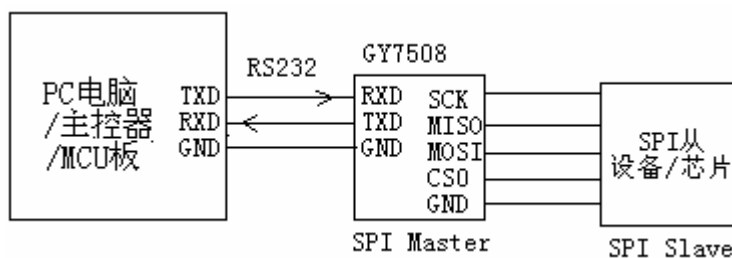 PC电脑
/主控器
/MCU板
TXD
RXD
GND
RS232
GY7508
RXD
TXD
GND
SCK
MISO
MOSI
CS0
GND
SPI Master
SPI从
设备/芯片
SPI Slave